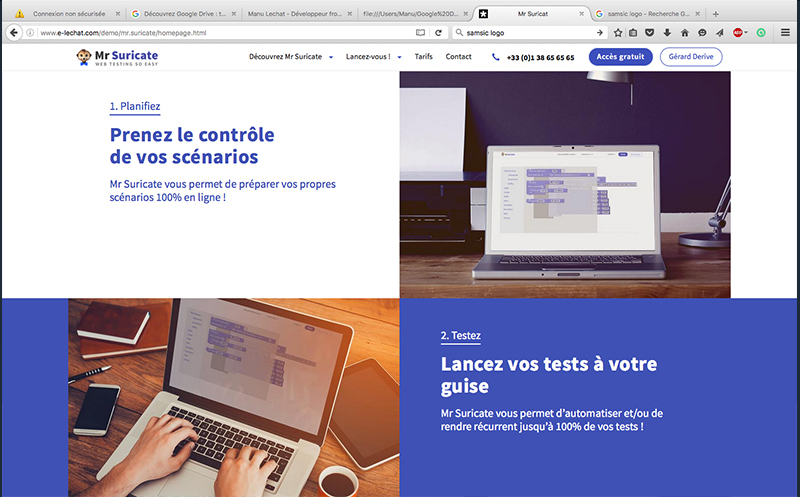 Connexion non sécurisée
Découvrez Google Drive : t...
Manu Lechat - Développeur fro...
file:///Users/Manu/Google%20D...
Mr Suricat
samsic logo - Recherche G...
www.e-lechat.com/demo/mr.suricate/homepage.html
samsic logo
ABP
Mr Suricate
WEB TESTING SO EASY
Découvrez Mr Suricate
Lancez-vous !
Tarifs
Contact
+33 (0)1 38 65 65 65
Accès gratuit
Gérard Derive
1. Planifiez
Prenez le contrôle
de vos scénarios
Mr Suricate vous permet de préparer vos propres
scénarios 100% en ligne !
2. Testez
Lancez vos tests à votre
guise
Mr Suricate vous permet d'automatiser et/ou de
rendre récurrent jusqu'à 100% de vos tests !